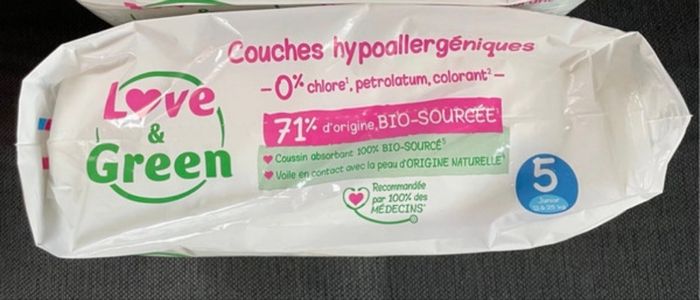 Love
&
Green
Couches hypoallergéniques
- 0% chlore¹, petrolatum, colorant² -
71% d'origine BIO-SOURCÉE
Coussin absorbant 100% BIO-SOURCÉ
Voile en contact avec la peau d'ORIGINE NATURELLE
Recommandée
par 100% des
MÉDECINS*
5
Junior